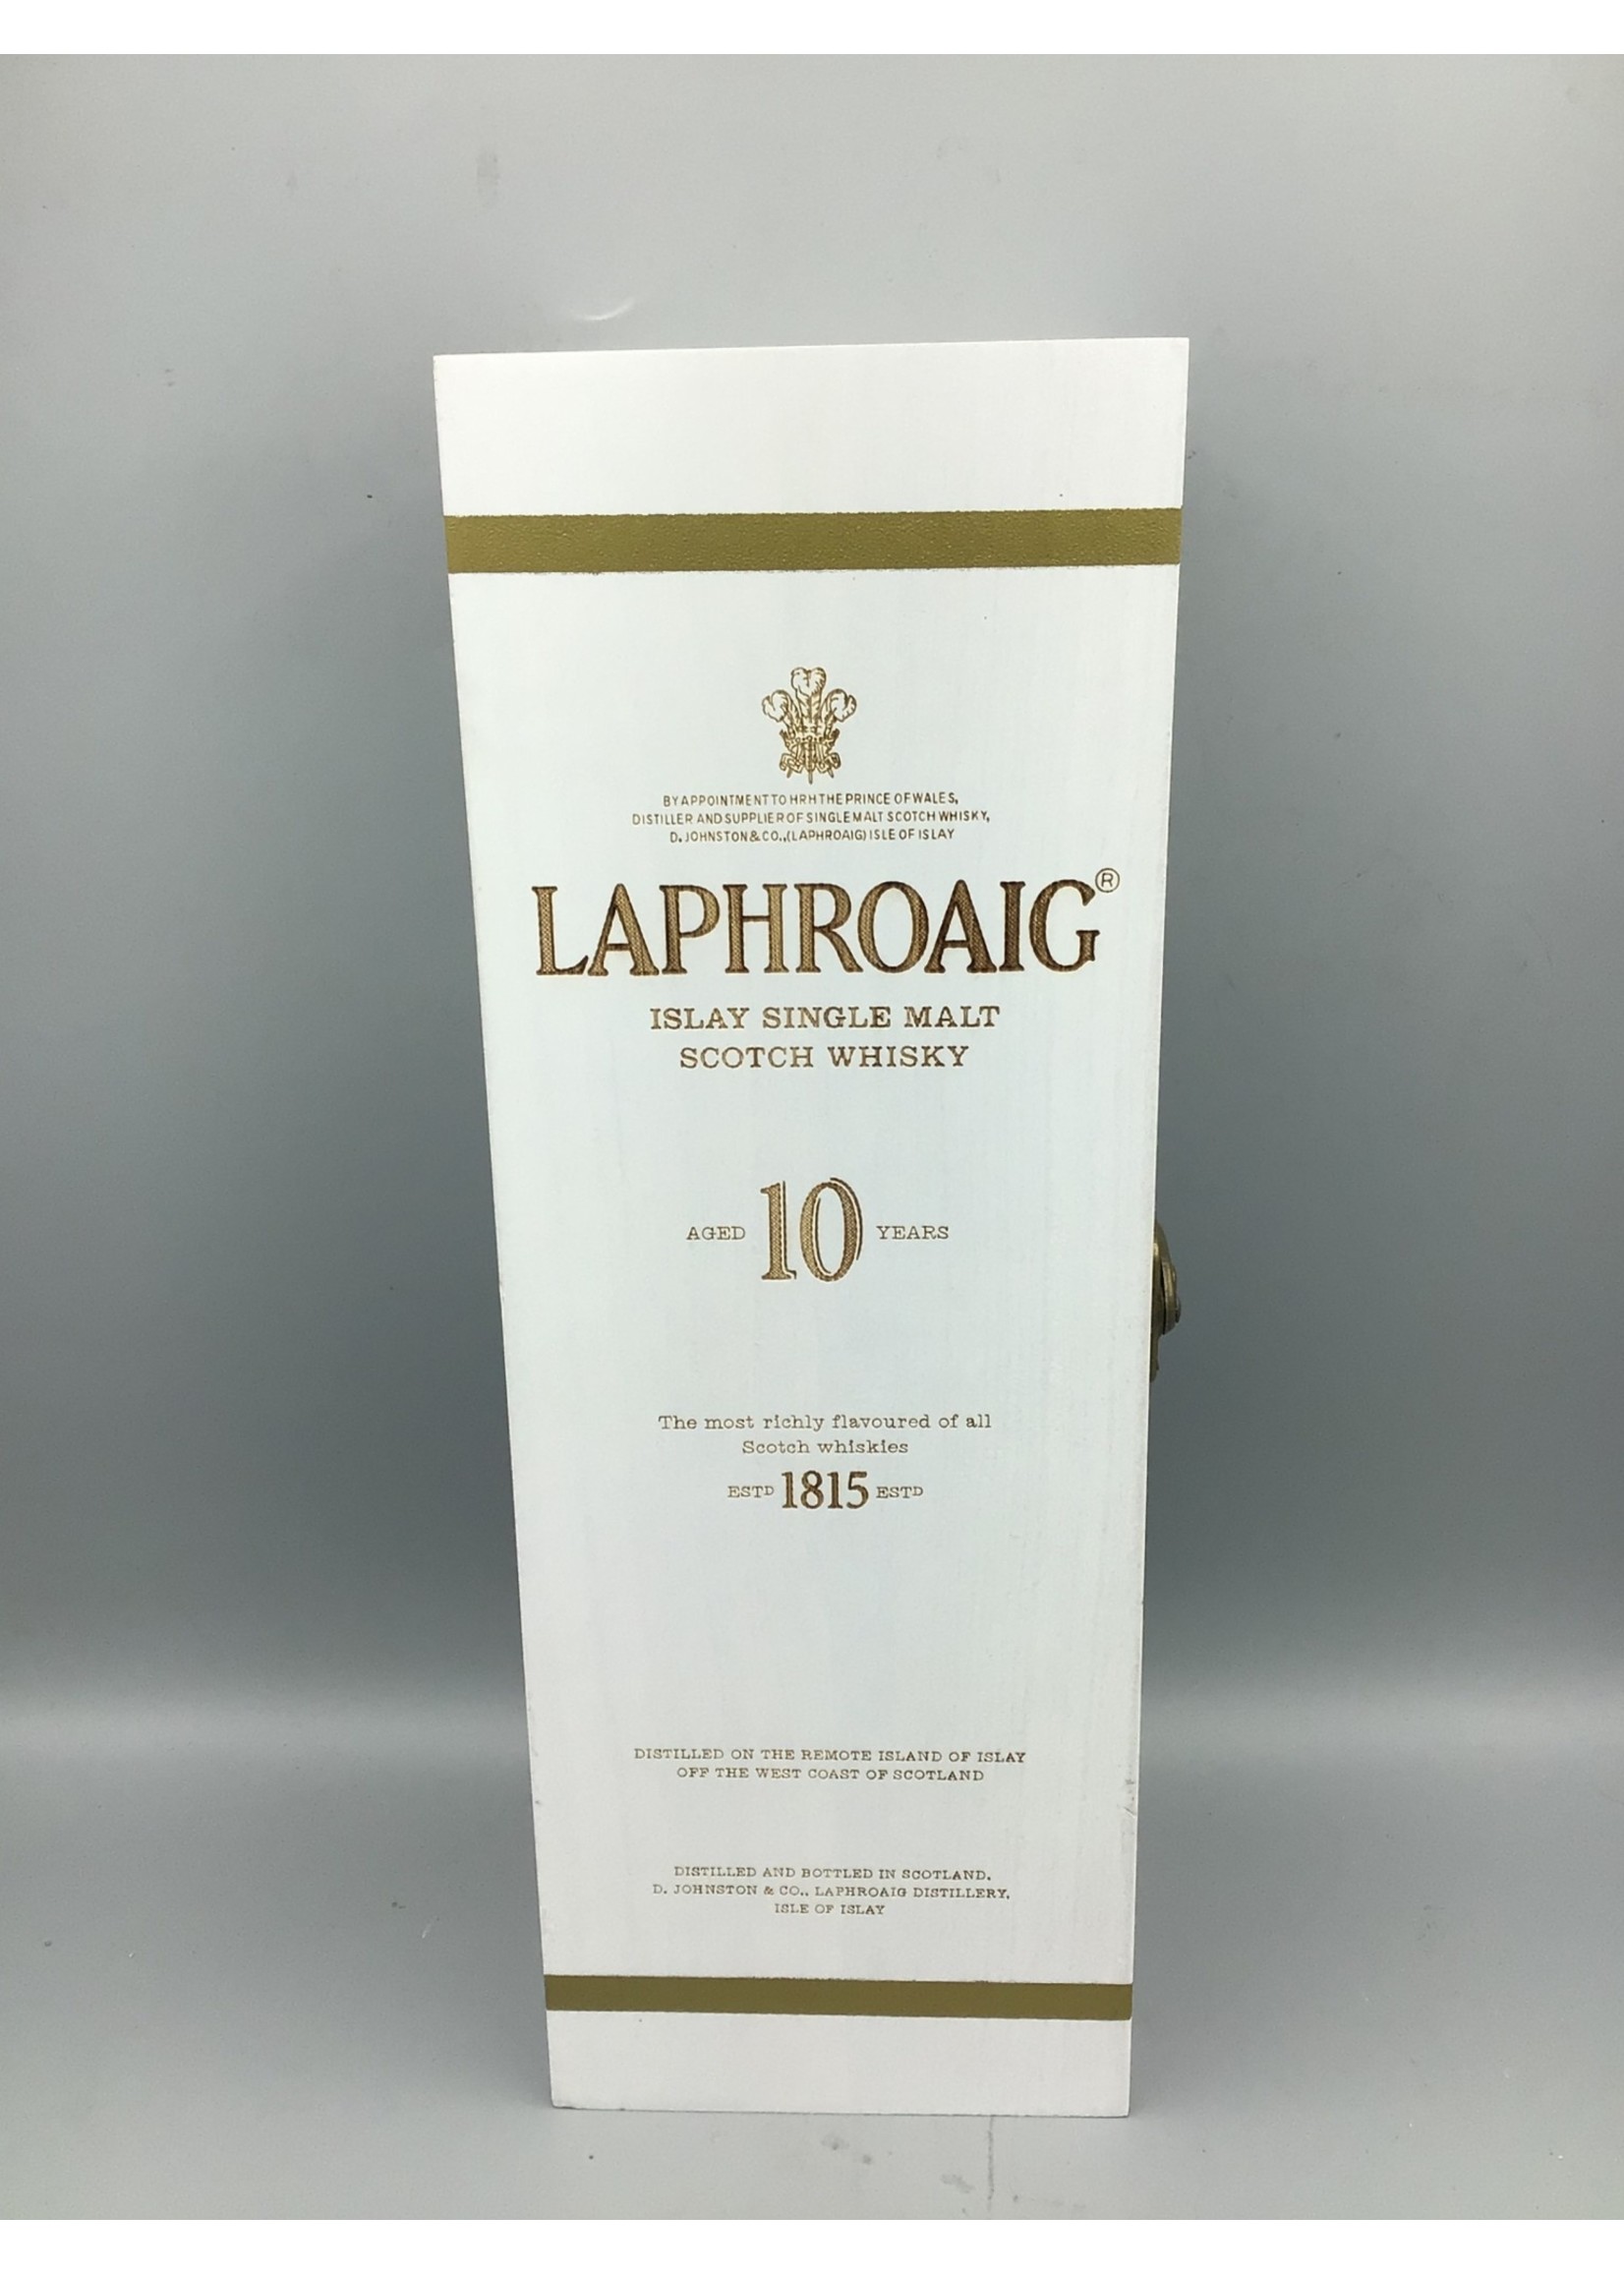 BY APPOINTMENT TO HRH THE PRINCE OF WALES,
DISTILLER AND SUPPLIER OF SINGLE MALT SCOTCH WHISKY,
D. JOHNSTON & CO.,(LAPHROAIG) ISLE OF ISLAY
LAPHROAIG®
ISLAY SINGLE MALT
SCOTCH WHISKY
AGED 10 YEARS
The most richly flavoured of all
Scotch whiskies
ESTD 1815 ESTD
DISTILLED ON THE REMOTE ISLAND OF ISLAY
OFF THE WEST COAST OF SCOTLAND
DISTILLED AND BOTTLED IN SCOTLAND.
D. JOHNSTON & CO., LAPHROAIG DISTILLERY,
ISLE OF ISLAY